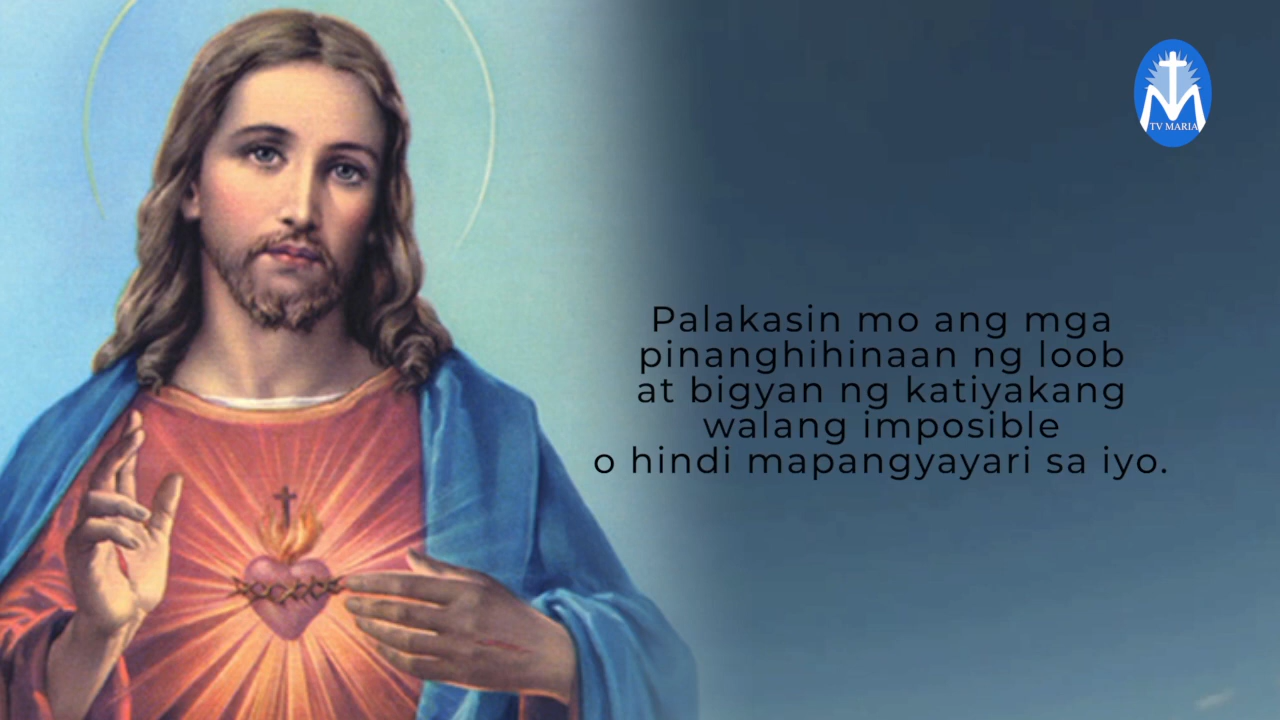 TV MARIA
Palakasin mo ang mga
pinanghihinaan ng loob
at bigyan ng katiyakang
walang imposible
o hindi mapangyayari sa iyo.